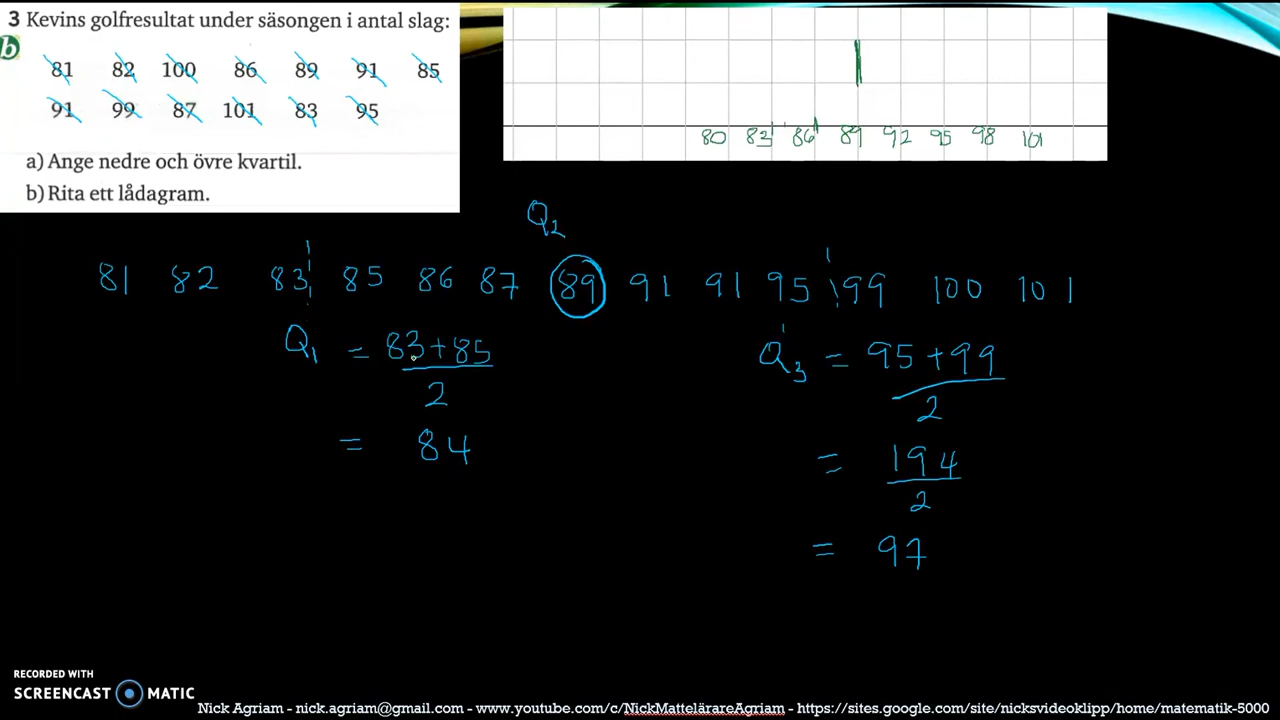 3 Kevins golfresultat under säsongen i antal slag:
b
81 82 100 86 89 91 85
91 99 87 101 83 95
a) Ange nedre och övre kvartil.
b) Rita ett lådagram.
80 83 86 89 92 95 98 101
Q2
81 82 83 85 86 87 89 91 91 95 99 100 101
Q1 = 83+85
2
= 84
Q3 = 95+99
2
= 194
2
= 97
RECORDED WITH
SCREENCAST MATIC
Nick Agriam - nick.agriam@gmail.com - www.youtube.com/c/NickMattelärareAgriam - https://sites.google.com/site/nicksvideoklipp/home/matematik-5000